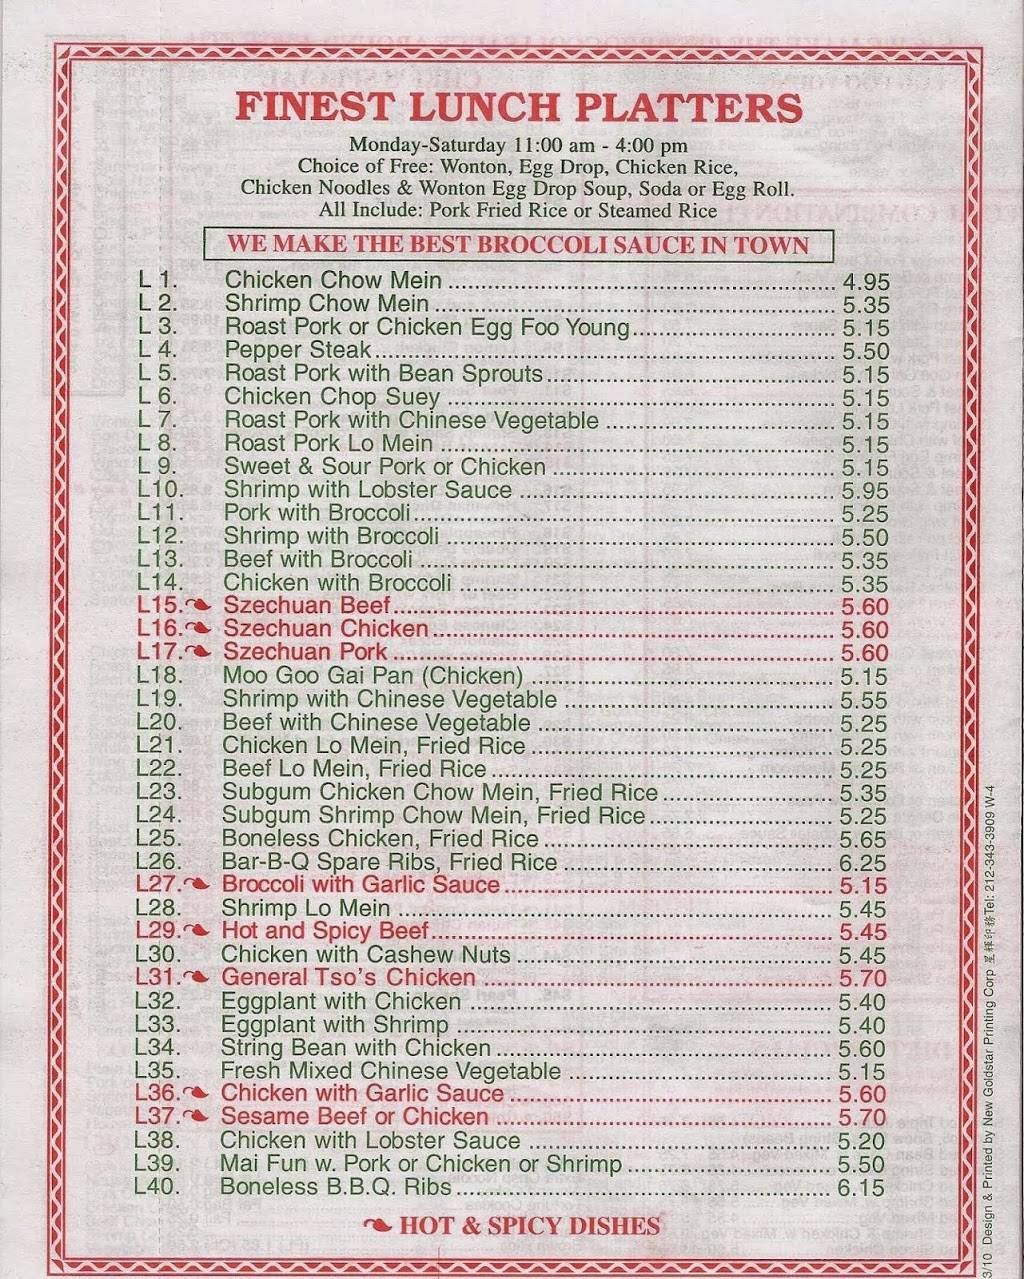 FINEST LUNCH PLATTERS
Monday-Saturday 11:00 am - 4:00 pm
Choice of Free: Wonton, Egg Drop, Chicken Rice,
Chicken Noodles & Wonton Egg Drop Soup, Soda or Egg Roll.
All Include: Pork Fried Rice or Steamed Rice
WE MAKE THE BEST BROCCOLI SAUCE IN TOWN
L 1. Chicken Chow Mein 4.95
L 2. Shrimp Chow Mein 5.35
L 3. Roast Pork or Chicken Egg Foo Young 5.15
L 4. Pepper Steak 5.50
L 5. Roast Pork with Bean Sprouts 5.15
L 6. Chicken Chop Suey 5.15
L 7. Roast Pork with Chinese Vegetable 5.15
L 8. Roast Pork Lo Mein 5.15
L 9. Sweet & Sour Pork or Chicken 5.15
L10. Shrimp with Lobster Sauce 5.95
L11. Pork with Broccoli 5.25
L12. Shrimp with Broccoli 5.50
L13. Beef with Broccoli 5.35
L14. Chicken with Broccoli 5.35
L15. Szechuan Beef 5.60
L16. Szechuan Chicken 5.60
L17. Szechuan Pork 5.60
L18. Moo Goo Gai Pan (Chicken) 5.15
L19. Shrimp with Chinese Vegetable 5.55
L20. Beef with Chinese Vegetable 5.25
L21. Chicken Lo Mein, Fried Rice 5.25
L22. Beef Lo Mein, Fried Rice 5.25
L23. Subgum Chicken Chow Mein, Fried Rice 5.35
L24. Subgum Shrimp Chow Mein, Fried Rice 5.25
L25. Boneless Chicken, Fried Rice 5.65
L26. Bar-B-Q Spare Ribs, Fried Rice 6.25
L27. Broccoli with Garlic Sauce 5.15
L28. Shrimp Lo Mein 5.45
L29. Hot and Spicy Beef 5.45
L30. Chicken with Cashew Nuts 5.45
L31. General Tso's Chicken 5.70
L32. Eggplant with Chicken 5.40
L33. Eggplant with Shrimp 5.40
L34. String Bean with Chicken 5.60
L35. Fresh Mixed Chinese Vegetable 5.15
L36. Chicken with Garlic Sauce 5.60
L37. Sesame Beef or Chicken 5.70
L38. Chicken with Lobster Sauce 5.20
L39. Mai Fun w. Pork or Chicken or Shrimp 5.50
L40. Boneless B.B.Q. Ribs 6.15
HOT & SPICY DISHES
3/10 Design & Printed by New Goldstar Printing Corp 星輝印務 Tel: 212-343-3909 W-4